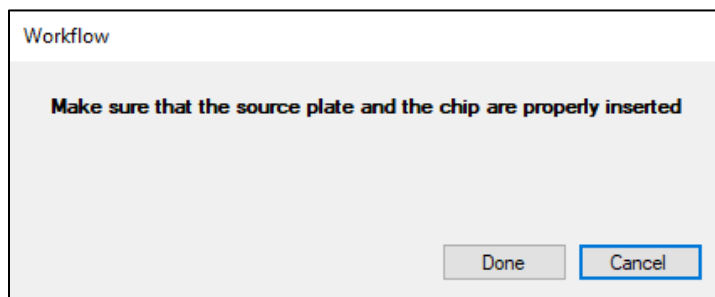 Workflow
Make sure that the source plate and the chip are properly inserted
Done
Cancel